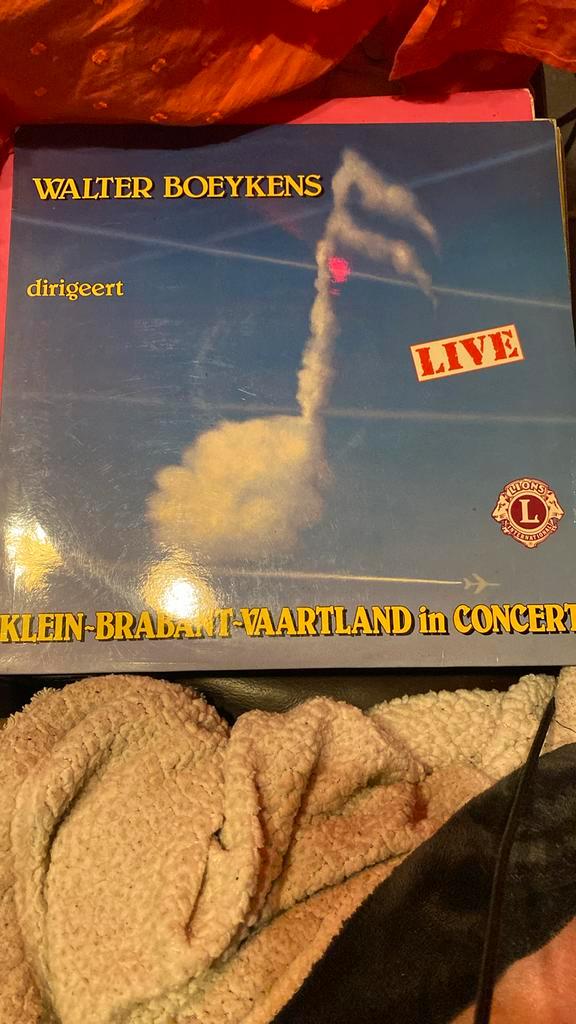 WALTER BOEYKENS
dirigeert
LIVE
LIONS
L
INTERNATIONAL
KLEIN-BRABANT-VAARTLAND in CONCERT